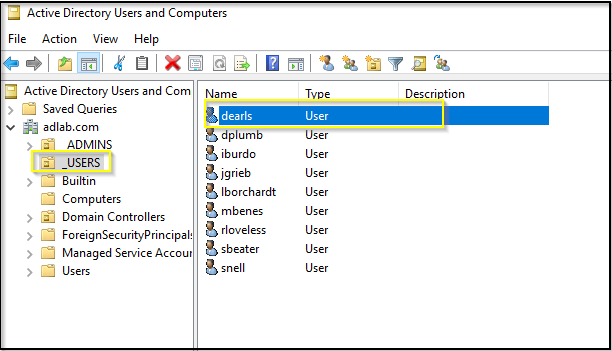 Active Directory Users and Computers
File Action View Help
Active Directory Users and Com
Saved Queries
adlab.com
_ADMINS
_USERS
Builtin
Computers
Domain Controllers
ForeignSecurityPrincipals
Managed Service Accour
Users
Name Type Description
dearls User
dplumb User
iburdo User
jgrieb User
lborchardt User
mbenes User
rloveless User
sbeater User
snell User